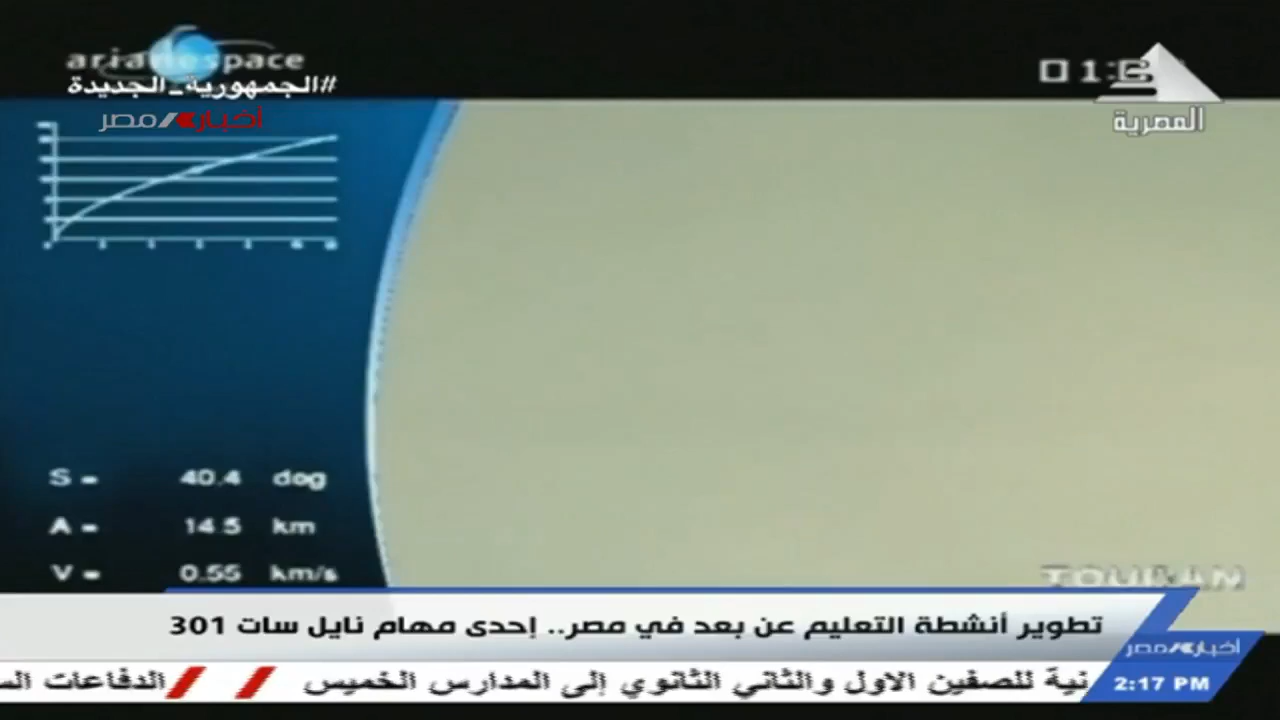 arianespace
#الجمهورية_الجديدة
أخبار مصر
المصرية
S = 40.4 dog
A = 14.5 km
V = 0.55 km/s
تطوير أنشطة التعليم عن بعد في مصر.. إحدى مهام نايل سات 301
أخبار مصر
نية للصفين الاول والثاني الثانوي إلى المدارس الخميس // الدفاعات الس
2:17 PM